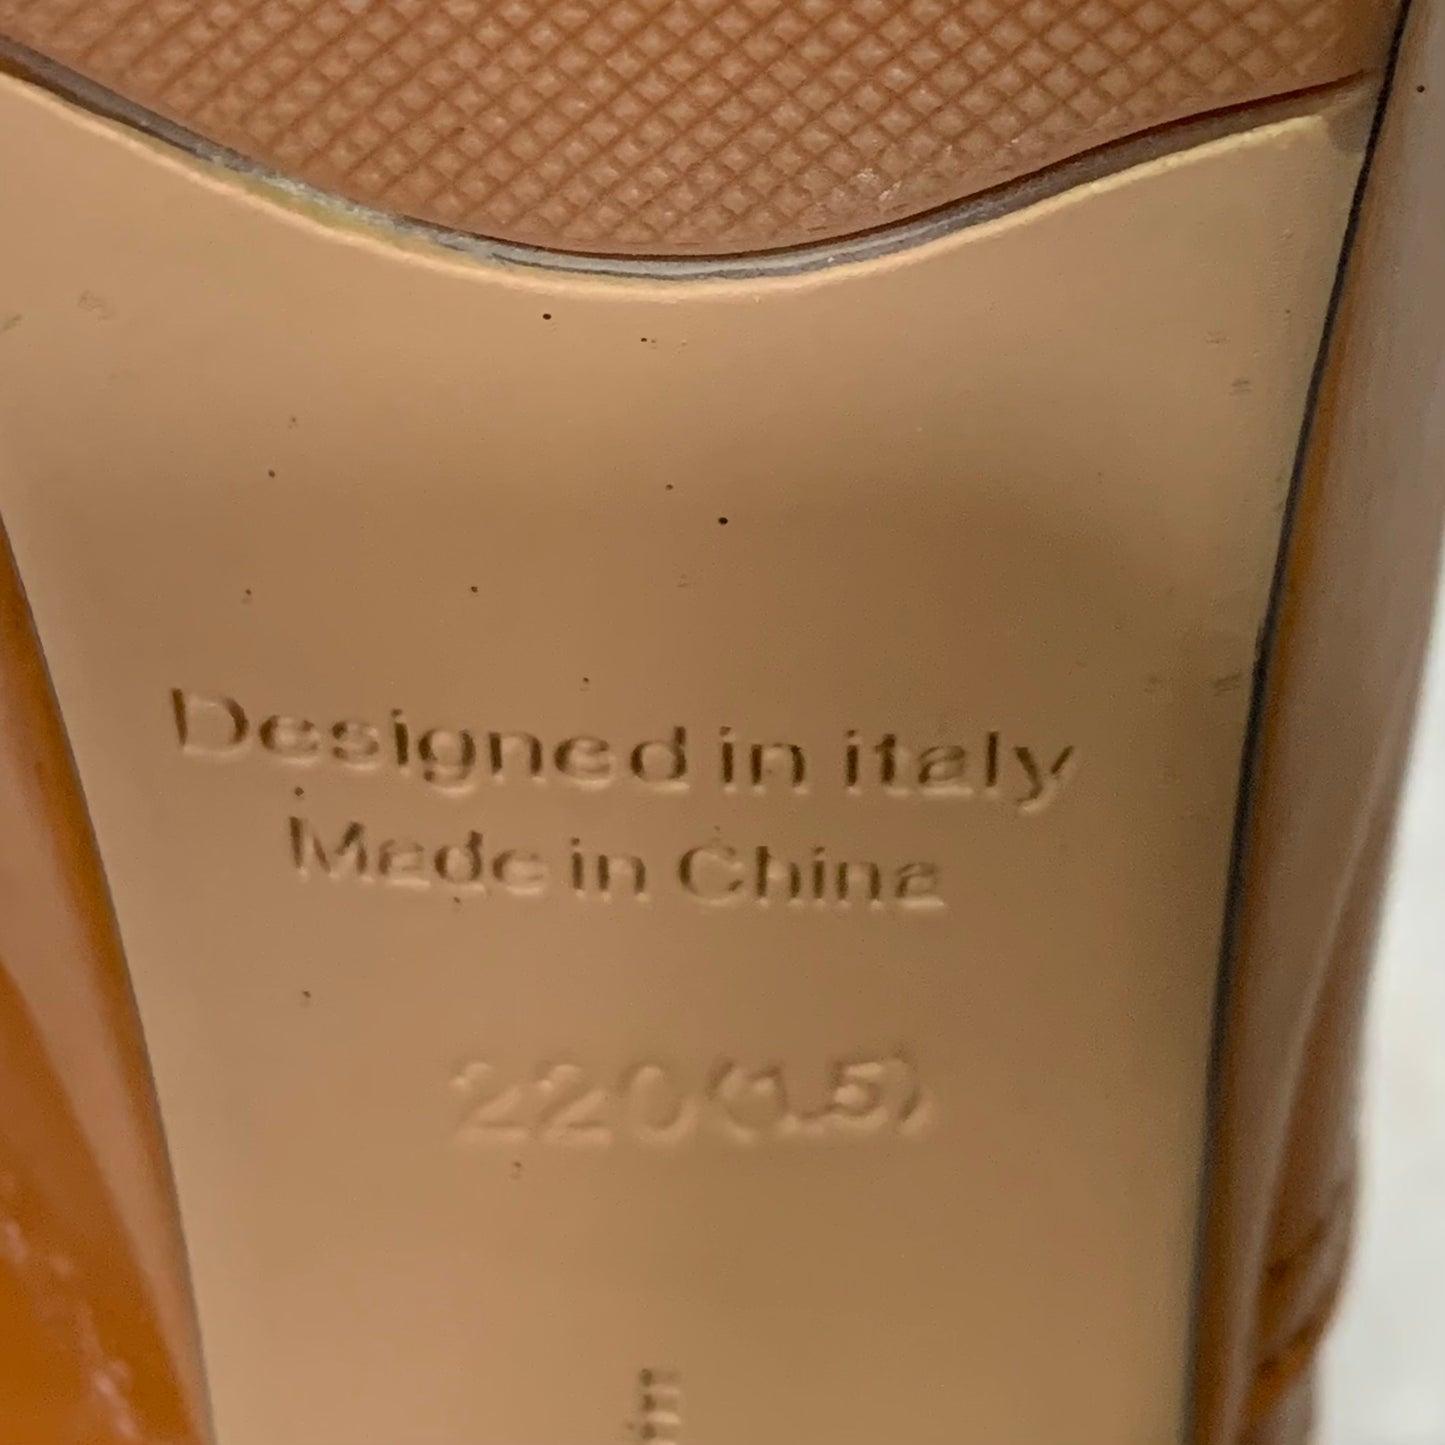 Designed in italy
Made in China
220(1.5)